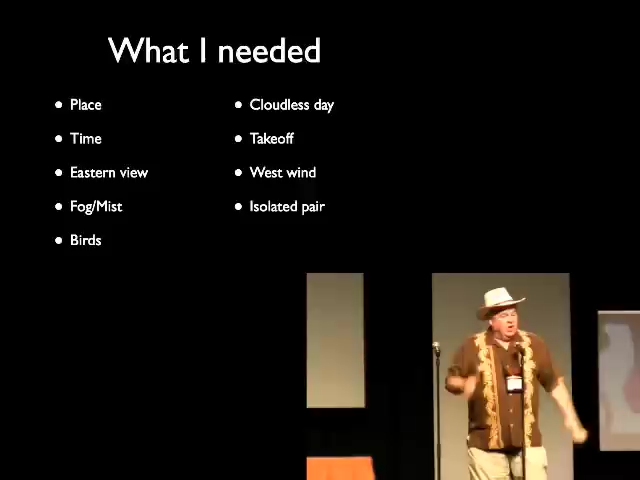 What I needed
• Place
• Time
• Eastern view
• Fog/Mist
• Birds
• Cloudless day
• Takeoff
• West wind
• Isolated pair